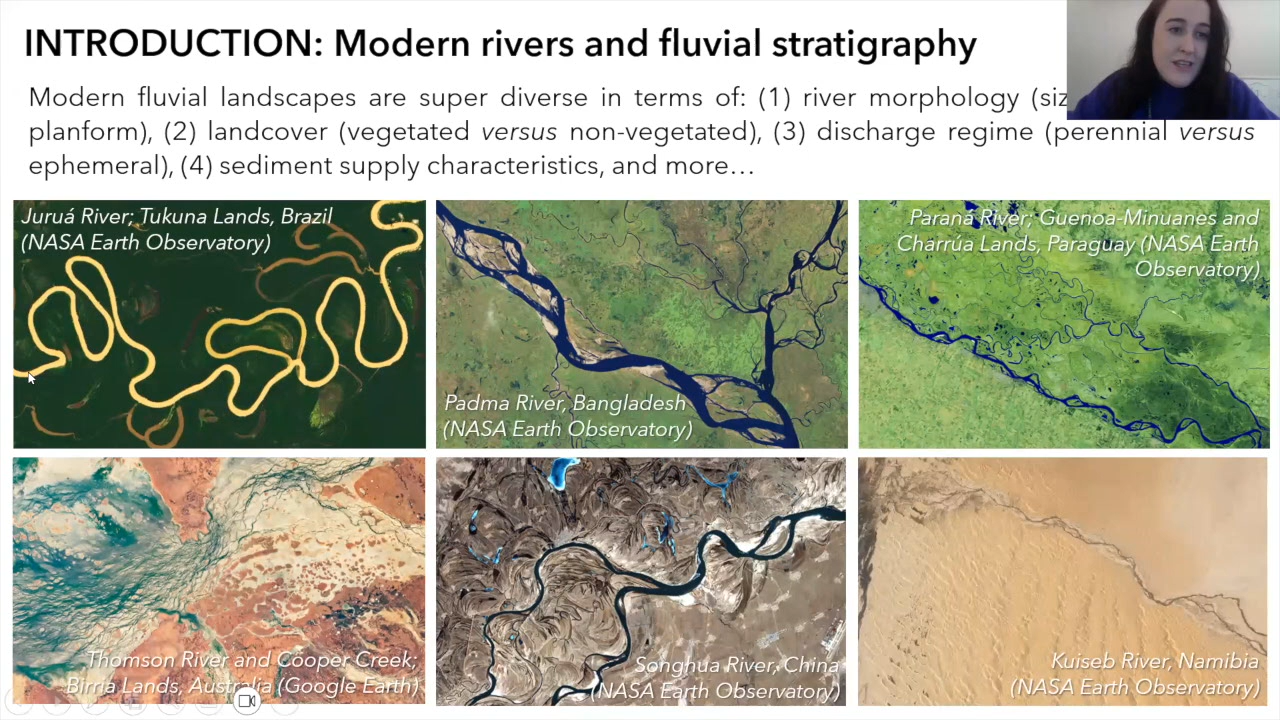 INTRODUCTION: Modern rivers and fluvial stratigraphy
Modern fluvial landscapes are super diverse in terms of: (1) river morphology
planform), (2) landcover (vegetated versus non-vegetated), (3) discharge regime (perennial versus
ephemeral), (4) sediment supply characteristics, and more…
Juruá River; Tukuna Lands, Brazil
(NASA Earth Observatory)
Padma River, Bangladesh
(NASA Earth Observatory)
Paraná River; Guenoa-Minuanes and
Charrúa Lands, Paraguay (NASA Earth
Observatory)
Thomson River and Cooper Creek;
Birria Lands, Australia (Google Earth)
Songhua River, China
(NASA Earth Observatory)
Kuiseb River, Namibia
(NASA Earth Observatory)